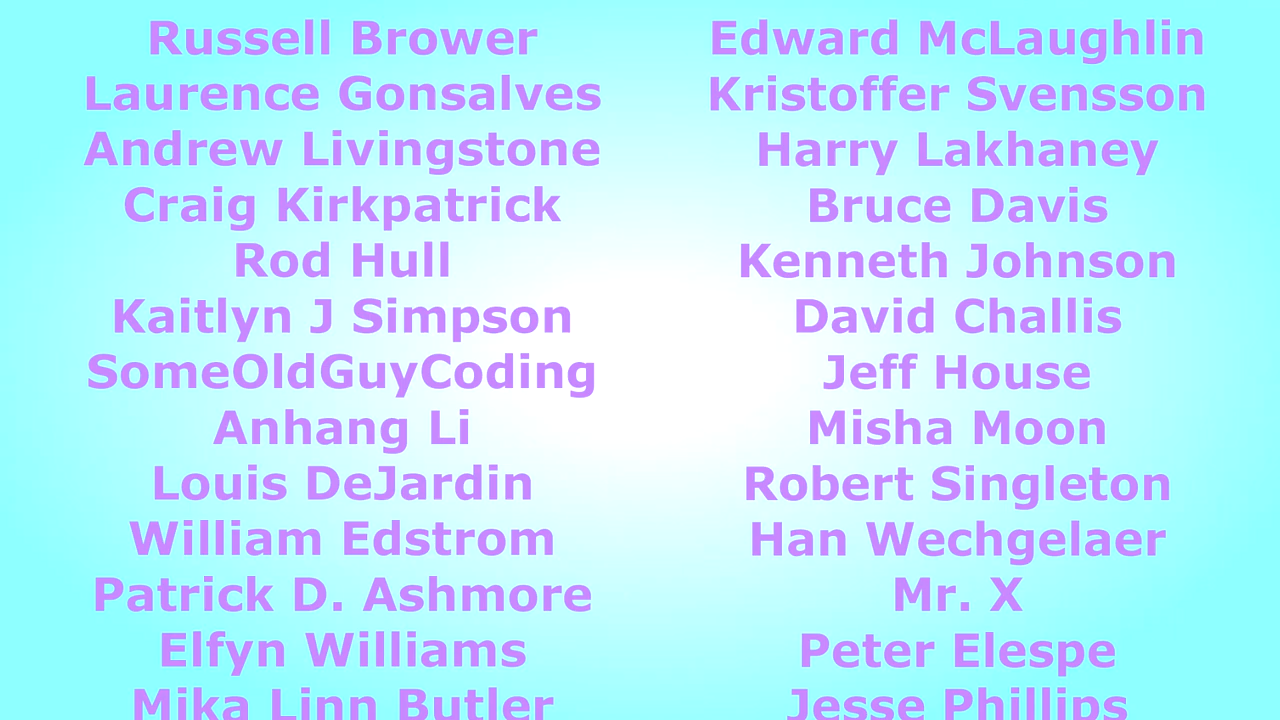 Russell Brower
Laurence Gonsalves
Andrew Livingstone
Craig Kirkpatrick
Rod Hull
Kaitlyn J Simpson
SomeOldGuyCoding
Anhang Li
Louis DeJardin
William Edstrom
Patrick D. Ashmore
Elfyn Williams
Mika Linn Butler
Edward McLaughlin
Kristoffer Svensson
Harry Lakhaney
Bruce Davis
Kenneth Johnson
David Challis
Jeff House
Misha Moon
Robert Singleton
Han Wechgelaer
Mr. X
Peter Elespe
Jesse Phillips